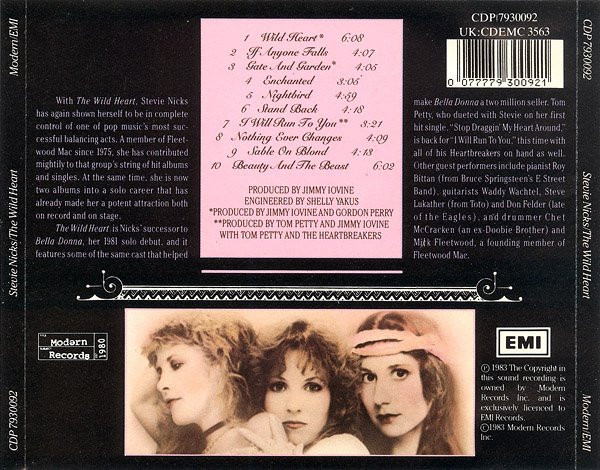 Modern/EMI
Stevie Nicks/The Wild Heart
CDP 7930092
1 Wild Heart* 6:08
2 If Anyone Falls 4:07
3 Gate And Garden* 4:05
4 Enchanted 3:05
5 Nightbird 4:59
6 Stand Back 4:18
7 I Will Run To You** 3:21
8 Nothing Ever Changes 4:09
9 Sable On Blond 4:13
10 Beauty And The Beast 6:02
PRODUCED BY JIMMY IOVINE
ENGINEERED BY SHELLY YAKUS
*PRODUCED BY JIMMY IOVINE AND GORDON PERRY
**PRODUCED BY TOM PETTY AND JIMMY IOVINE
WITH TOM PETTY AND THE HEARTBREAKERS
With The Wild Heart, Stevie Nicks
has again shown herself to be in complete
control of one of pop music's most suc-
cessful balancing acts. A member of Fleet-
wood Mac since 1975, she has contributed
mightily to that group's string of hit albums
and singles. At the same time, she is now
two albums into a solo career that has
already made her a potent attraction both
on record and on stage.
The Wild Heart is Nicks' successor to
Bella Donna, her 1981 solo debut, and it
features some of the same cast that helped
make Bella Donna a two million seller. Tom
Petty, who dueted with Stevie on her first
hit single. "Stop Draggin' My Heart Around,"
is back for "I Will Run To You," this time with
all of his Heartbreakers on hand as well.
Other guest performers include pianist Roy
Bittan (from Bruce Springsteen's E Street
Band), guitarists Waddy Wachtel, Steve
Lukather (from Toto) and Don Felder (late
of the Eagles), and drummer Chet
McCracken (an ex-Doobie Brother) and
Mick Fleetwood, a founding member of
Fleetwood Mac.
CDP/7930092
UK:CDEMC 3563
0 077779 300921
Modern
Records
1980
EMI
Ⓟ 1983 The Copyright in
this sound recording is
owned by Modern
Records Inc. and is
exclusively licenced to
EMI Records.
©1983 Modern Records
Inc.
CDP 7930092
Stevie Nicks/The Wild Heart
Modern/EMI